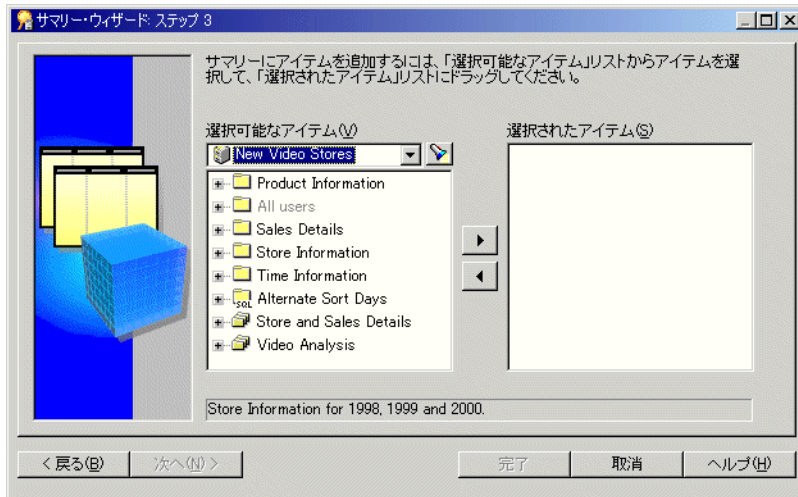 サマリー・ウィザード: ステップ 3
サマリーにアイテムを追加するには、「選択可能なアイテム」リストからアイテムを選
択して、「選択されたアイテム」リストにドラッグしてください。
選択可能なアイテム(V)
選択されたアイテム(S)
New Video Stores
Product Information
All users
Sales Details
Store Information
Time Information
SQL Alternate Sort Days
Store and Sales Details
Video Analysis
Store Information for 1998, 1999 and 2000.
< 戻る(B)
次へ(N) >
完了
取消
ヘルプ(H)